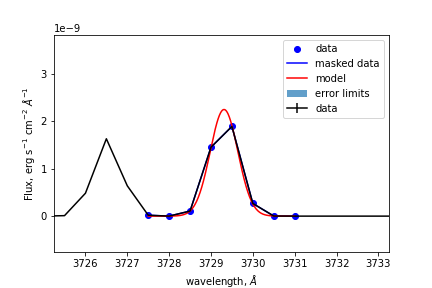 1e−9
data
masked data
model
error limits
data
3
2
1
0
Flux, erg s⁻¹ cm⁻² Å⁻¹
3726 3727 3728 3729 3730 3731 3732 3733
wavelength, Å